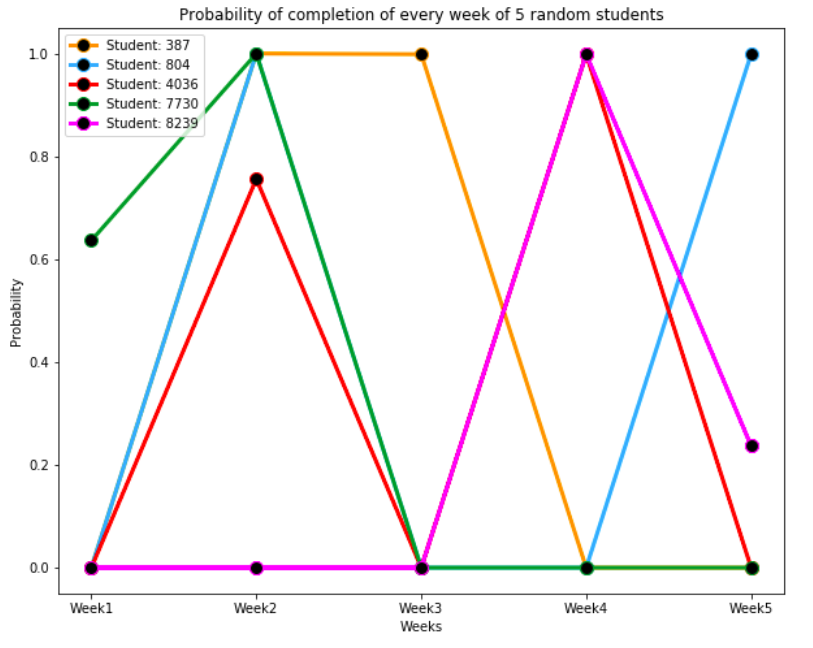 Probability of completion of every week of 5 random students
1.0
0.8
0.6
0.4
0.2
0.0
Probability
Student: 387
Student: 804
Student: 4036
Student: 7730
Student: 8239
Week1 Week2 Week3 Week4 Week5
Weeks